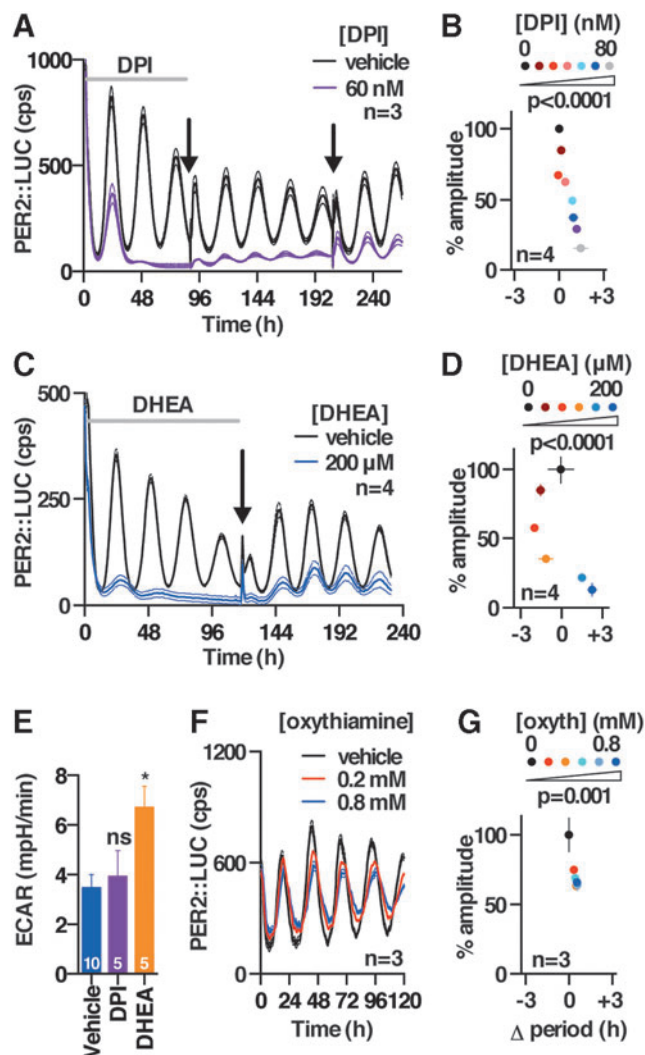 A
[DPI]
1000
DPI
vehicle
60 nM
n=3
PER2::LUC (cps)
500
0
0 48 96 144 192 240
Time (h)
B
[DPI] (nM)
0 80
p<0.0001
100
% amplitude
50
0
n=4
-3 0 +3
C
[DHEA]
500
DHEA
vehicle
200 µM
n=4
PER2::LUC (cps)
250
0
0 48 96 144 192 240
Time (h)
D
[DHEA] (µM)
0 200
p<0.0001
100
% amplitude
50
0
n=4
-3 0 +3
E
8
*
ns
6
ECAR (mpH/min)
4
2
0
10 5 5
Vehicle
DPI
DHEA
F
[oxythiamine]
1200
vehicle
0.2 mM
0.8 mM
PER2::LUC (cps)
600
n=3
0
0 24 48 72 96 120
Time (h)
G
[oxyth] (mM)
0 0.8
p=0.001
100
% amplitude
50
0
n=3
-3 0 +3
Δ period (h)